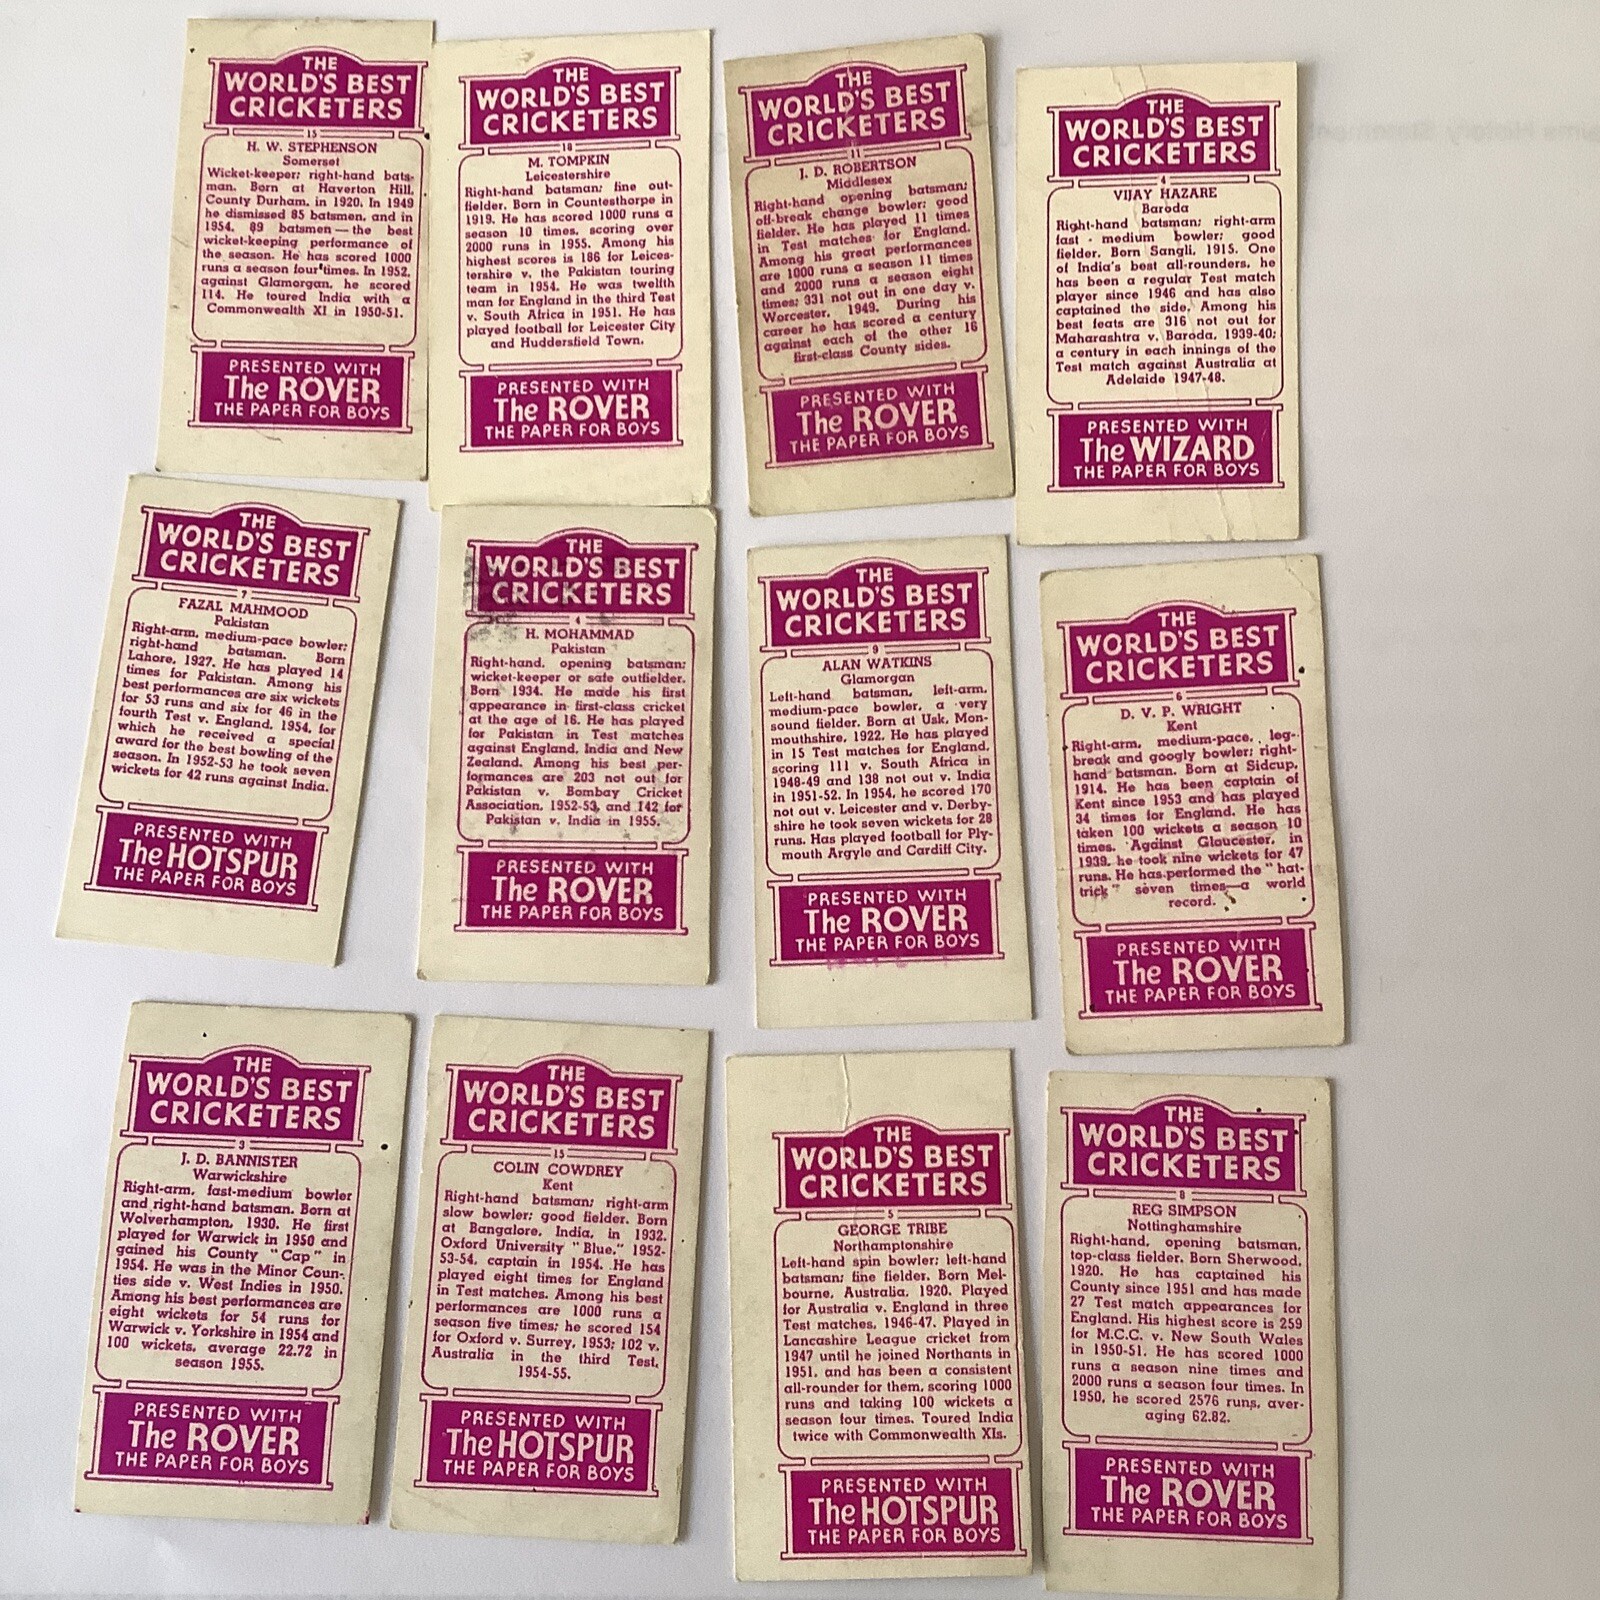 THE
WORLD'S BEST
CRICKETERS
15
H. W. STEPHENSON
Somerset
Wicket-keeper; right-hand bats-
man. Born at Haverton Hill,
County Durham, in 1920. In 1949
he dismissed 85 batsmen, and in
1954, 89 batsmen — the best
wicket-keeping performance of
the season. He has scored 1000
runs a season four times. In 1952,
against Glamorgan, he scored
114. He toured India with a
Commonwealth XI in 1950-51.
PRESENTED WITH
The ROVER
THE PAPER FOR BOYS
THE
WORLD'S BEST
CRICKETERS
18
M. TOMPKIN
Leicestershire
Right-hand batsman; fine out-
fielder. Born in Countesthorpe in
1919. He has scored 1000 runs a
season 10 times, scoring over
2000 runs in 1955. Among his
highest scores is 186 for Leices-
tershire v. the Pakistan touring
team in 1954. He was twelfth
man for England in the third Test
v. South Africa in 1951. He has
played football for Leicester City
and Huddersfield Town.
PRESENTED WITH
The ROVER
THE PAPER FOR BOYS
THE
WORLD'S BEST
CRICKETERS
11
J. D. ROBERTSON
Middlesex
Right-hand opening batsman;
off-break change bowler; good
fielder. He has played 11 times
in Test matches for England.
Among his great performances
are 1000 runs a season 11 times
and 2000 runs a season eight
times; 331 not out in one day v.
Worcester, 1949. During his
career he has scored a century
against each of the other 16
first-class County sides.
PRESENTED WITH
The ROVER
THE PAPER FOR BOYS
THE
WORLD'S BEST
CRICKETERS
4
VIJAY HAZARE
Baroda
Right-hand batsman; right-arm
fast - medium bowler; good
fielder. Born Sangli, 1915. One
of India's best all-rounders, he
has been a regular Test match
player since 1946 and has also
captained the side. Among his
best feats are 316 not out for
Maharashtra v. Baroda, 1939-40;
a century in each innings of the
Test match against Australia at
Adelaide 1947-48.
PRESENTED WITH
The WIZARD
THE PAPER FOR BOYS
THE
WORLD'S BEST
CRICKETERS
7
FAZAL MAHMOOD
Pakistan
Right-arm, medium-pace bowler;
right-hand batsman. Born
Lahore, 1927. He has played 14
times for Pakistan. Among his
best performances are six wickets
for 53 runs and six for 46 in the
fourth Test v. England, 1954, for
which he received a special
award for the best bowling of the
season. In 1952-53 he took seven
wickets for 42 runs against India.
PRESENTED WITH
The HOTSPUR
THE PAPER FOR BOYS
THE
WORLD'S BEST
CRICKETERS
4
H. MOHAMMAD
Pakistan
Right-hand, opening batsman;
wicket-keeper or safe outfielder.
Born 1934. He made his first
appearance in first-class cricket
at the age of 16. He has played
for Pakistan in Test matches
against England, India and New
Zealand. Among his best per-
formances are 203 not out for
Pakistan v. Bombay Cricket
Association, 1952-53, and 142 for
Pakistan v. India in 1955.
PRESENTED WITH
The ROVER
THE PAPER FOR BOYS
THE
WORLD'S BEST
CRICKETERS
9
ALAN WATKINS
Glamorgan
Left-hand batsman, left-arm,
medium-pace bowler, a very
sound fielder. Born at Usk, Mon-
mouthshire, 1922. He has played
in 15 Test matches for England,
scoring 111 v. South Africa in
1948-49 and 138 not out v. India
in 1951-52. In 1954, he scored 170
not out v. Leicester and v. Derby-
shire he took seven wickets for 28
runs. Has played football for Ply-
mouth Argyle and Cardiff City.
PRESENTED WITH
The ROVER
THE PAPER FOR BOYS
THE
WORLD'S BEST
CRICKETERS
6
D. V. P. WRIGHT
Kent
Right-arm, medium-pace, leg-
break and googly bowler; right-
hand batsman. Born at Sidcup,
1914. He has been captain of
Kent since 1953 and has played
34 times for England. He has
taken 100 wickets a season 10
times. Against Gloucester, in
1939, he took nine wickets for 47
runs. He has performed the "hat-
trick" seven times—a world
record.
PRESENTED WITH
The ROVER
THE PAPER FOR BOYS
THE
WORLD'S BEST
CRICKETERS
3
J. D. BANNISTER
Warwickshire
Right-arm, fast-medium bowler
and right-hand batsman. Born at
Wolverhampton, 1930. He first
played for Warwick in 1950 and
gained his County "Cap" in
1954. He was in the Minor Coun-
ties side v. West Indies in 1950.
Among his best performances are
eight wickets for 54 runs for
Warwick v. Yorkshire in 1954 and
100 wickets, average 22.72 in
season 1955.
PRESENTED WITH
The ROVER
THE PAPER FOR BOYS
THE
WORLD'S BEST
CRICKETERS
15
COLIN COWDREY
Kent
Right-hand batsman; right-arm
slow bowler; good fielder. Born
at Bangalore, India, in 1932.
Oxford University "Blue," 1952-
53-54, captain in 1954. He has
played eight times for England
in Test matches. Among his best
performances are 1000 runs a
season five times; he scored 154
for Oxford v. Surrey, 1953; 102 v.
Australia in the third Test,
1954-55.
PRESENTED WITH
The HOTSPUR
THE PAPER FOR BOYS
THE
WORLD'S BEST
CRICKETERS
5
GEORGE TRIBE
Northamptonshire
Left-hand spin bowler; left-hand
batsman; fine fielder. Born Mel-
bourne, Australia, 1920. Played
for Australia v. England in three
Test matches, 1946-47. Played in
Lancashire League cricket from
1947 until he joined Northants in
1951, and has been a consistent
all-rounder for them, scoring 1000
runs and taking 100 wickets a
season four times. Toured India
twice with Commonwealth XIs.
PRESENTED WITH
The HOTSPUR
THE PAPER FOR BOYS
THE
WORLD'S BEST
CRICKETERS
8
REG SIMPSON
Nottinghamshire
Right-hand, opening batsman,
top-class fielder. Born Sherwood,
1920. He has captained his
County since 1951 and has made
27 Test match appearances for
England. His highest score is 259
for M.C.C. v. New South Wales
in 1950-51. He has scored 1000
runs a season nine times and
2000 runs a season four times. In
1950, he scored 2576 runs, aver-
aging 62.82.
PRESENTED WITH
The ROVER
THE PAPER FOR BOYS